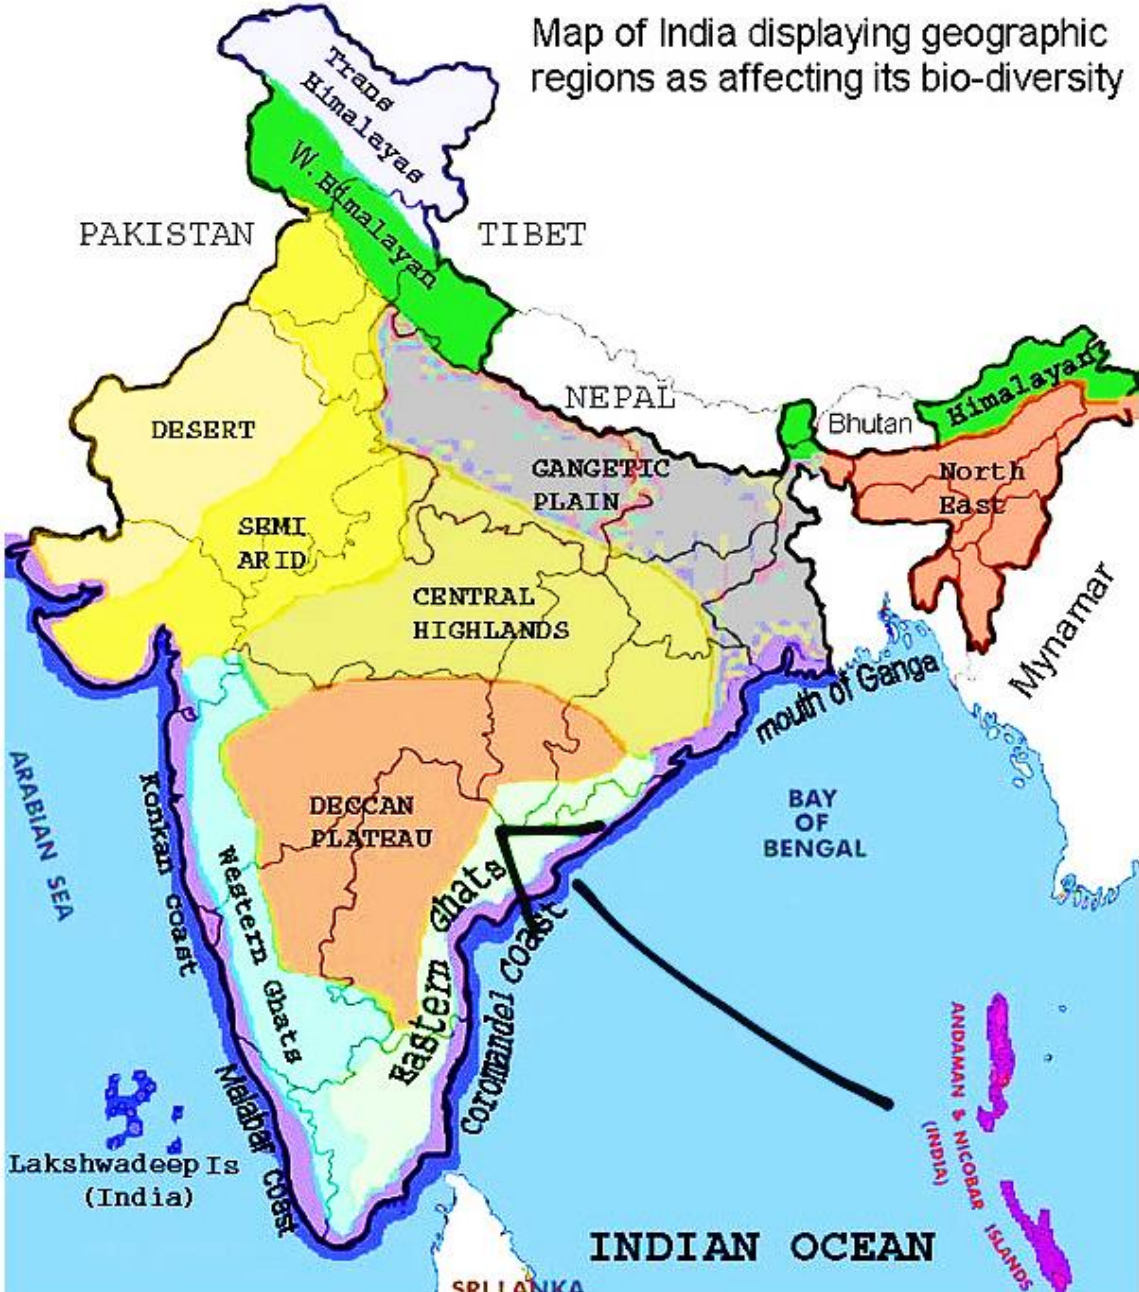 Map of India displaying geographic
regions as affecting its bio-diversity
Trans
Himalayas
W. Himalayan
PAKISTAN
TIBET
NEPAL
Bhutan
Himalayan
DESERT
GANGETIC
PLAIN
North
East
SEMI
ARID
CENTRAL
HIGHLANDS
Mynamar
mouth of Ganga
ARABIAN SEA
Konkan coast
DECCAN
PLATEAU
BAY
OF
BENGAL
Western Ghats
Eastern Ghats
Coromandel Coast
Malabar coast
Lakshwadeep Is
(India)
ANDAMAN & NICOBAR ISLANDS
(INDIA)
INDIAN OCEAN
SRI LANKA